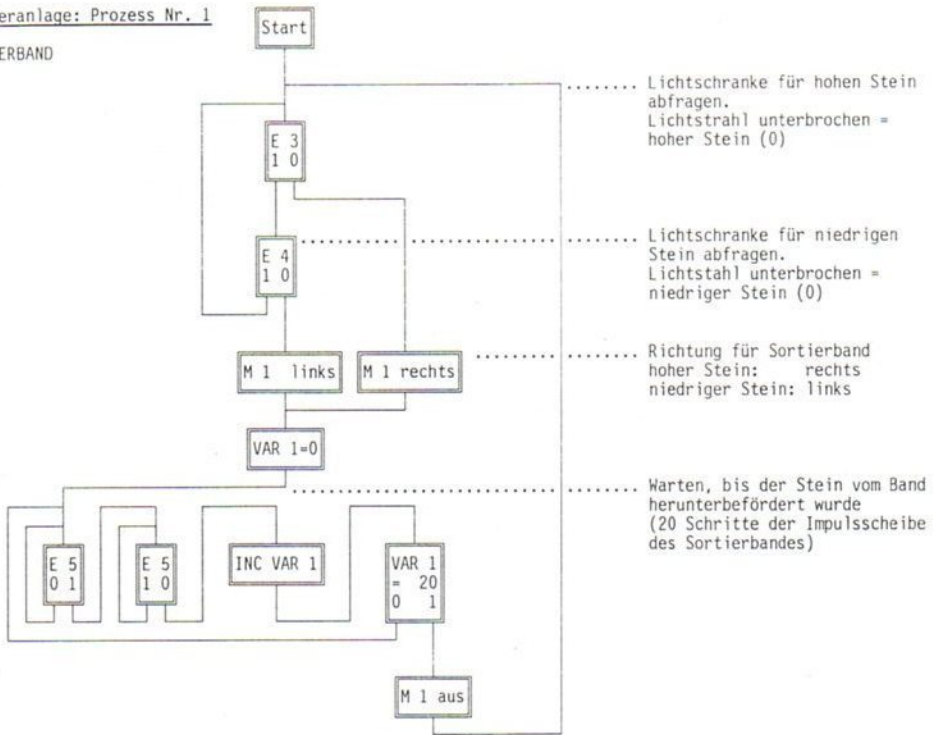 eranlage: Prozess Nr. 1
ERBAND
Start
Lichtschranke für hohen Stein
abfragen.
Lichtstrahl unterbrochen =
hoher Stein (0)
E 3
1 0
Lichtschranke für niedrigen
Stein abfragen.
Lichtstahl unterbrochen =
niedriger Stein (0)
E 4
1 0
M 1 links
M 1 rechts
Richtung für Sortierband
hoher Stein: rechts
niedriger Stein: links
VAR 1=0
Warten, bis der Stein vom Band
herunterbefördert wurde
(20 Schritte der Impulsscheibe
des Sortierbandes)
E 5
0 1
E 5
1 0
INC VAR 1
VAR 1
= 20
0 1
M 1 aus